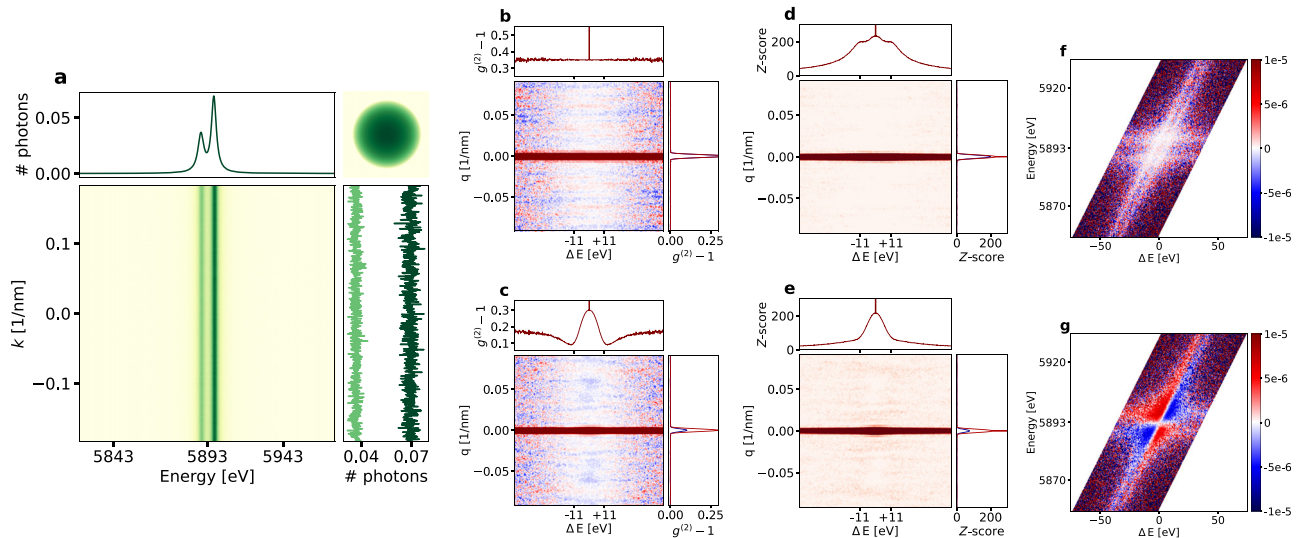 a
# photons
0.05
0.00
k [1/nm]
0.1
0.0
−0.1
5843
5893
5943
Energy [eV]
0.04
0.07
# photons
b
g⁽²⁾ − 1
0.5
0.4
0.3
q [1/nm]
0.05
0.00
−0.05
-11
+11
Δ E [eV]
0.00
0.25
g⁽²⁾ − 1
c
g⁽²⁾ − 1
0.3
0.2
0.1
q [1/nm]
0.05
0.00
−0.05
-11
+11
Δ E [eV]
0.00
0.25
g⁽²⁾ − 1
d
Z-score
200
0
q [1/nm]
0.05
0.00
−0.05
-11
+11
Δ E [eV]
0
200
Z-score
e
Z-score
200
0
q [1/nm]
0.05
0.00
−0.05
-11
+11
Δ E [eV]
0
200
Z-score
f
Energy [eV]
5920
5893
5870
−50
0
50
Δ E [eV]
1e-5
5e-6
0
-5e-6
-1e-5
g
Energy [eV]
5920
5893
5870
−50
0
50
Δ E [eV]
1e-5
5e-6
0
-5e-6
-1e-5